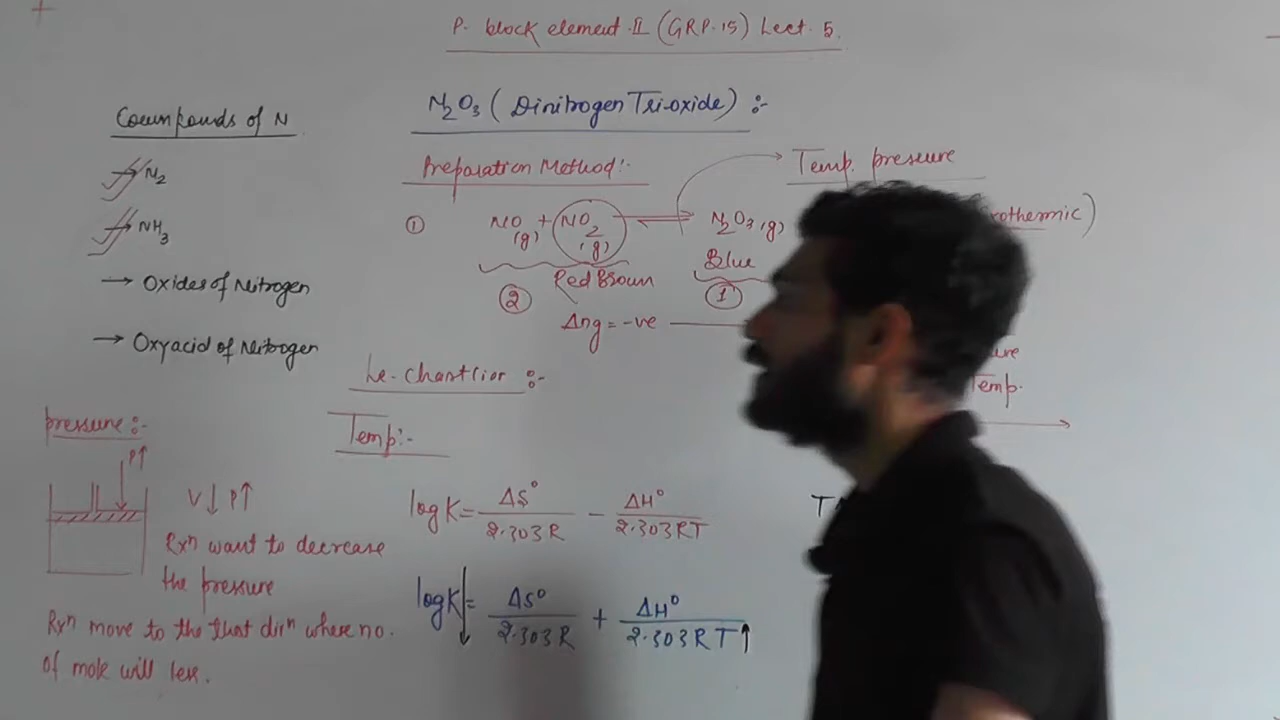 P. block element II (GRP.15) Lect. 5.
Compounds of N
N2
NH3
→ Oxides of Nitrogen
→ Oxyacid of Nitrogen
N2O3 (Dinitrogen Tri-oxide) :-
Preparation Method:-
Temp. pressure
① NO(g) + NO2(g) ⇌ N2O3(g)
rothermic)
Red Brown
Blue
② ①
Δng = -ve
ure
Temp.
Le-Chantlior :-
Temp:-
pressure:-
P↑
V↓ P↑
Rxn want to decrease
the pressure
Rxn move to the that dirn where no.
of mole will less.
log K = ΔS°/2.303R - ΔH°/2.303RT
T
log K↓ = ΔS°/2.303R + ΔH°/2.303RT↑